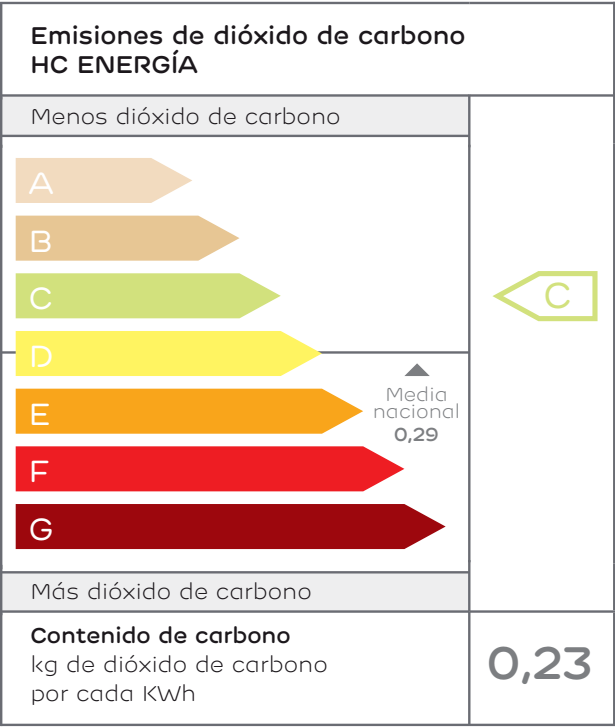 Emisiones de dióxido de carbono
HC ENERGÍA
Menos dióxido de carbono
A
B
C
C
D
E
Media
nacional
0,29
F
G
Más dióxido de carbono
Contenido de carbono
kg de dióxido de carbono
por cada KWh
0,23